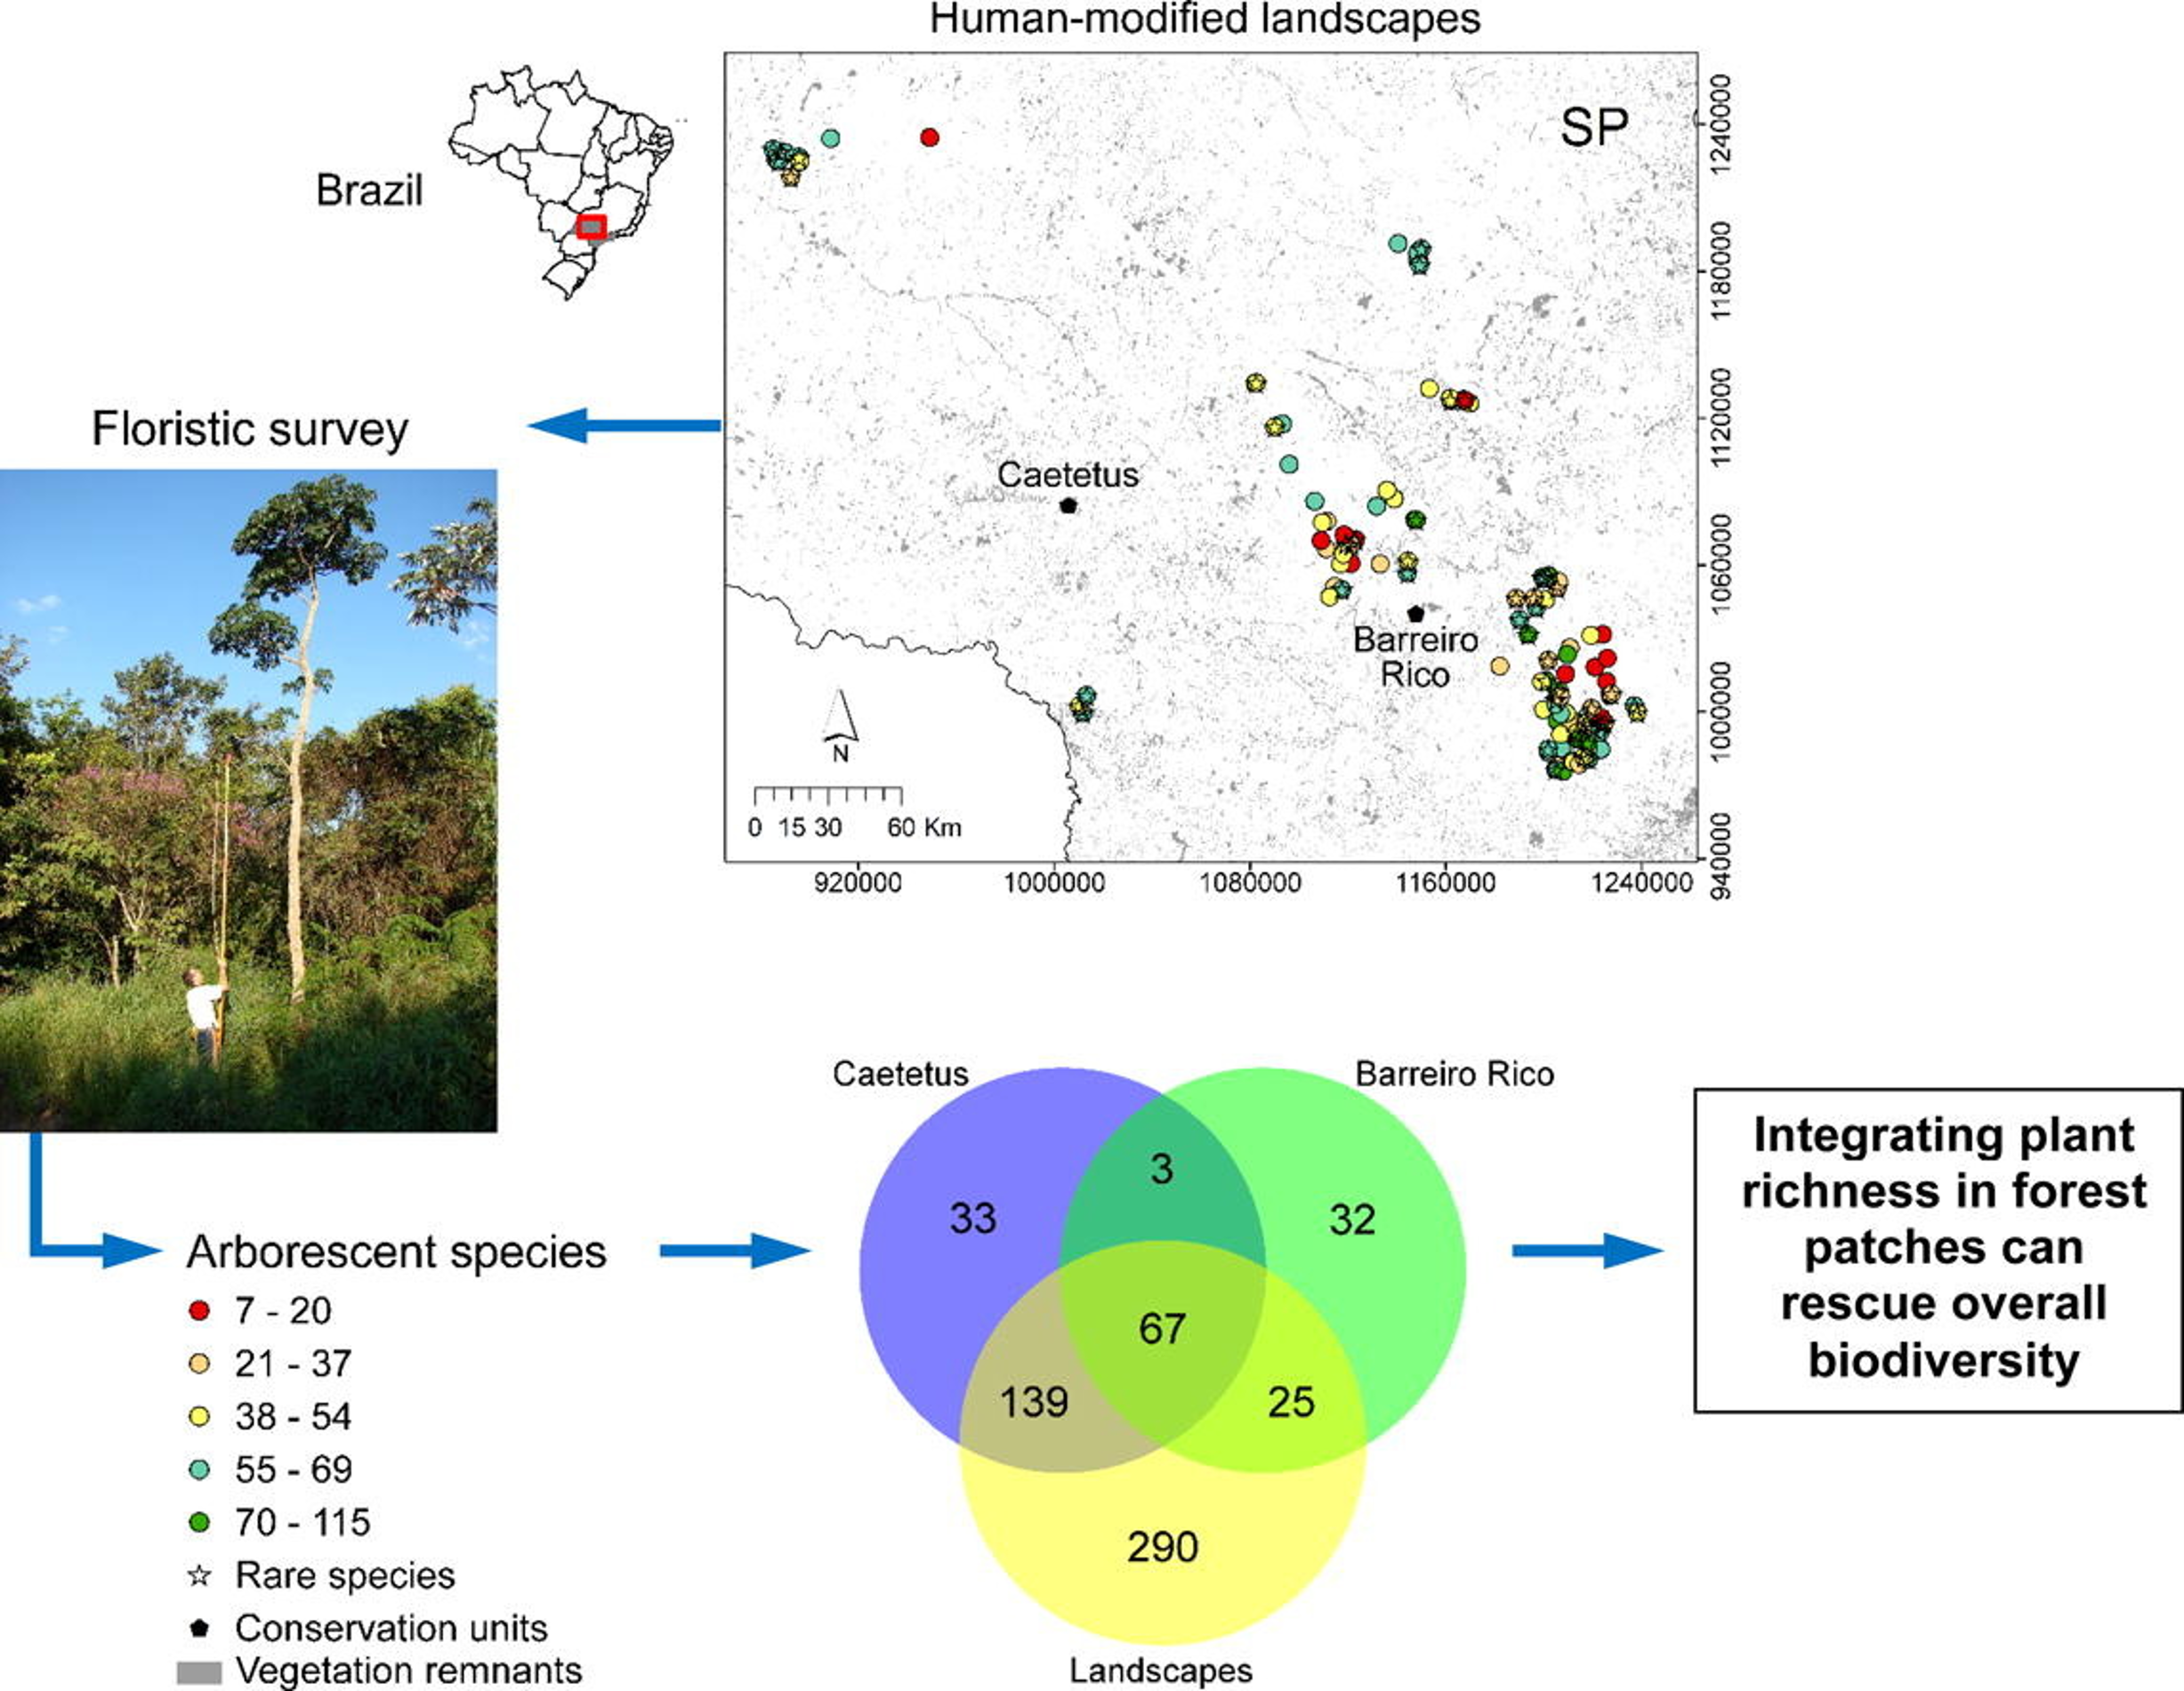 Human-modified landscapes
Brazil
SP
1240000
1180000
1120000
1060000
1000000
940000
Caetetus
Barreiro
Rico
N
0 15 30 60 Km
920000 1000000 1080000 1160000 1240000
Floristic survey
Arborescent species
7 - 20
21 - 37
38 - 54
55 - 69
70 - 115
Rare species
Conservation units
Vegetation remnants
Caetetus
Barreiro Rico
3
33
32
67
139
25
290
Landscapes
Integrating plant
richness in forest
patches can
rescue overall
biodiversity